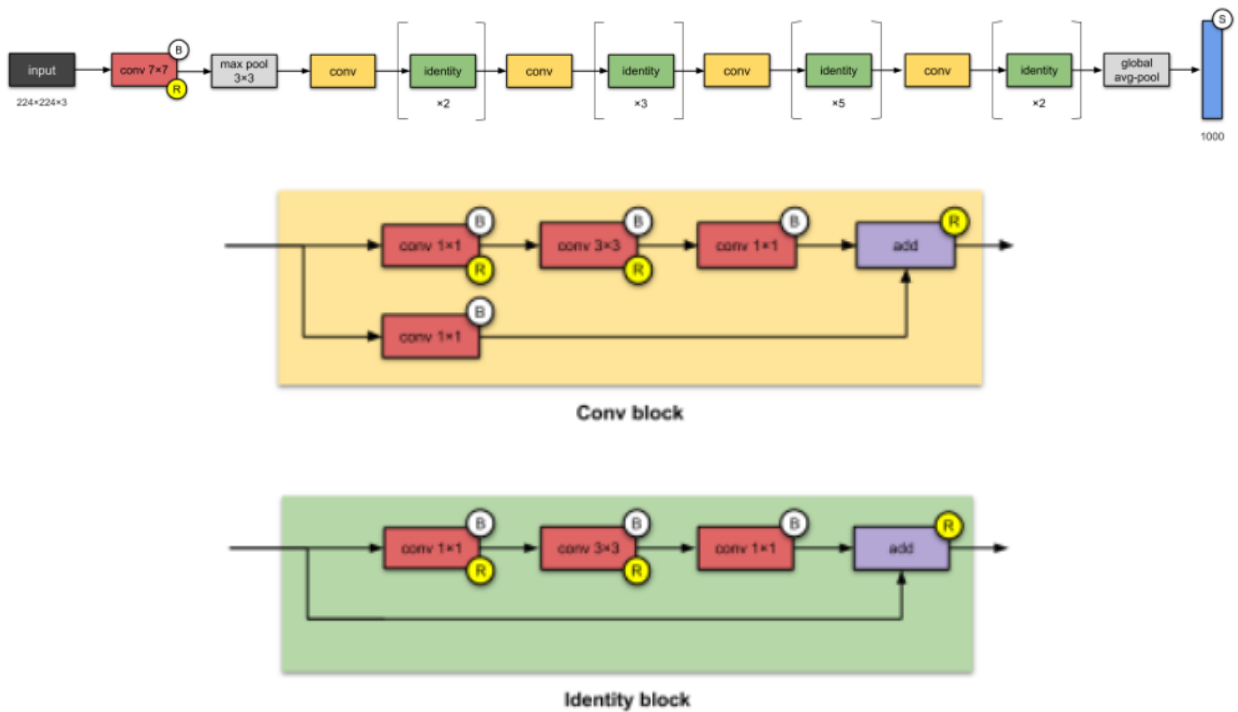 S
B
input
conv 7×7
max pool
3×3
conv
identity
conv
identity
conv
identity
conv
identity
global
avg-pool
R
224×224×3
×2
×3
×5
×2
1000
B
B
B
R
conv 1×1
conv 3×3
conv 1×1
add
R
R
B
conv 1×1
Conv block
B
B
B
R
conv 1×1
conv 3×3
conv 1×1
add
R
R
Identity block